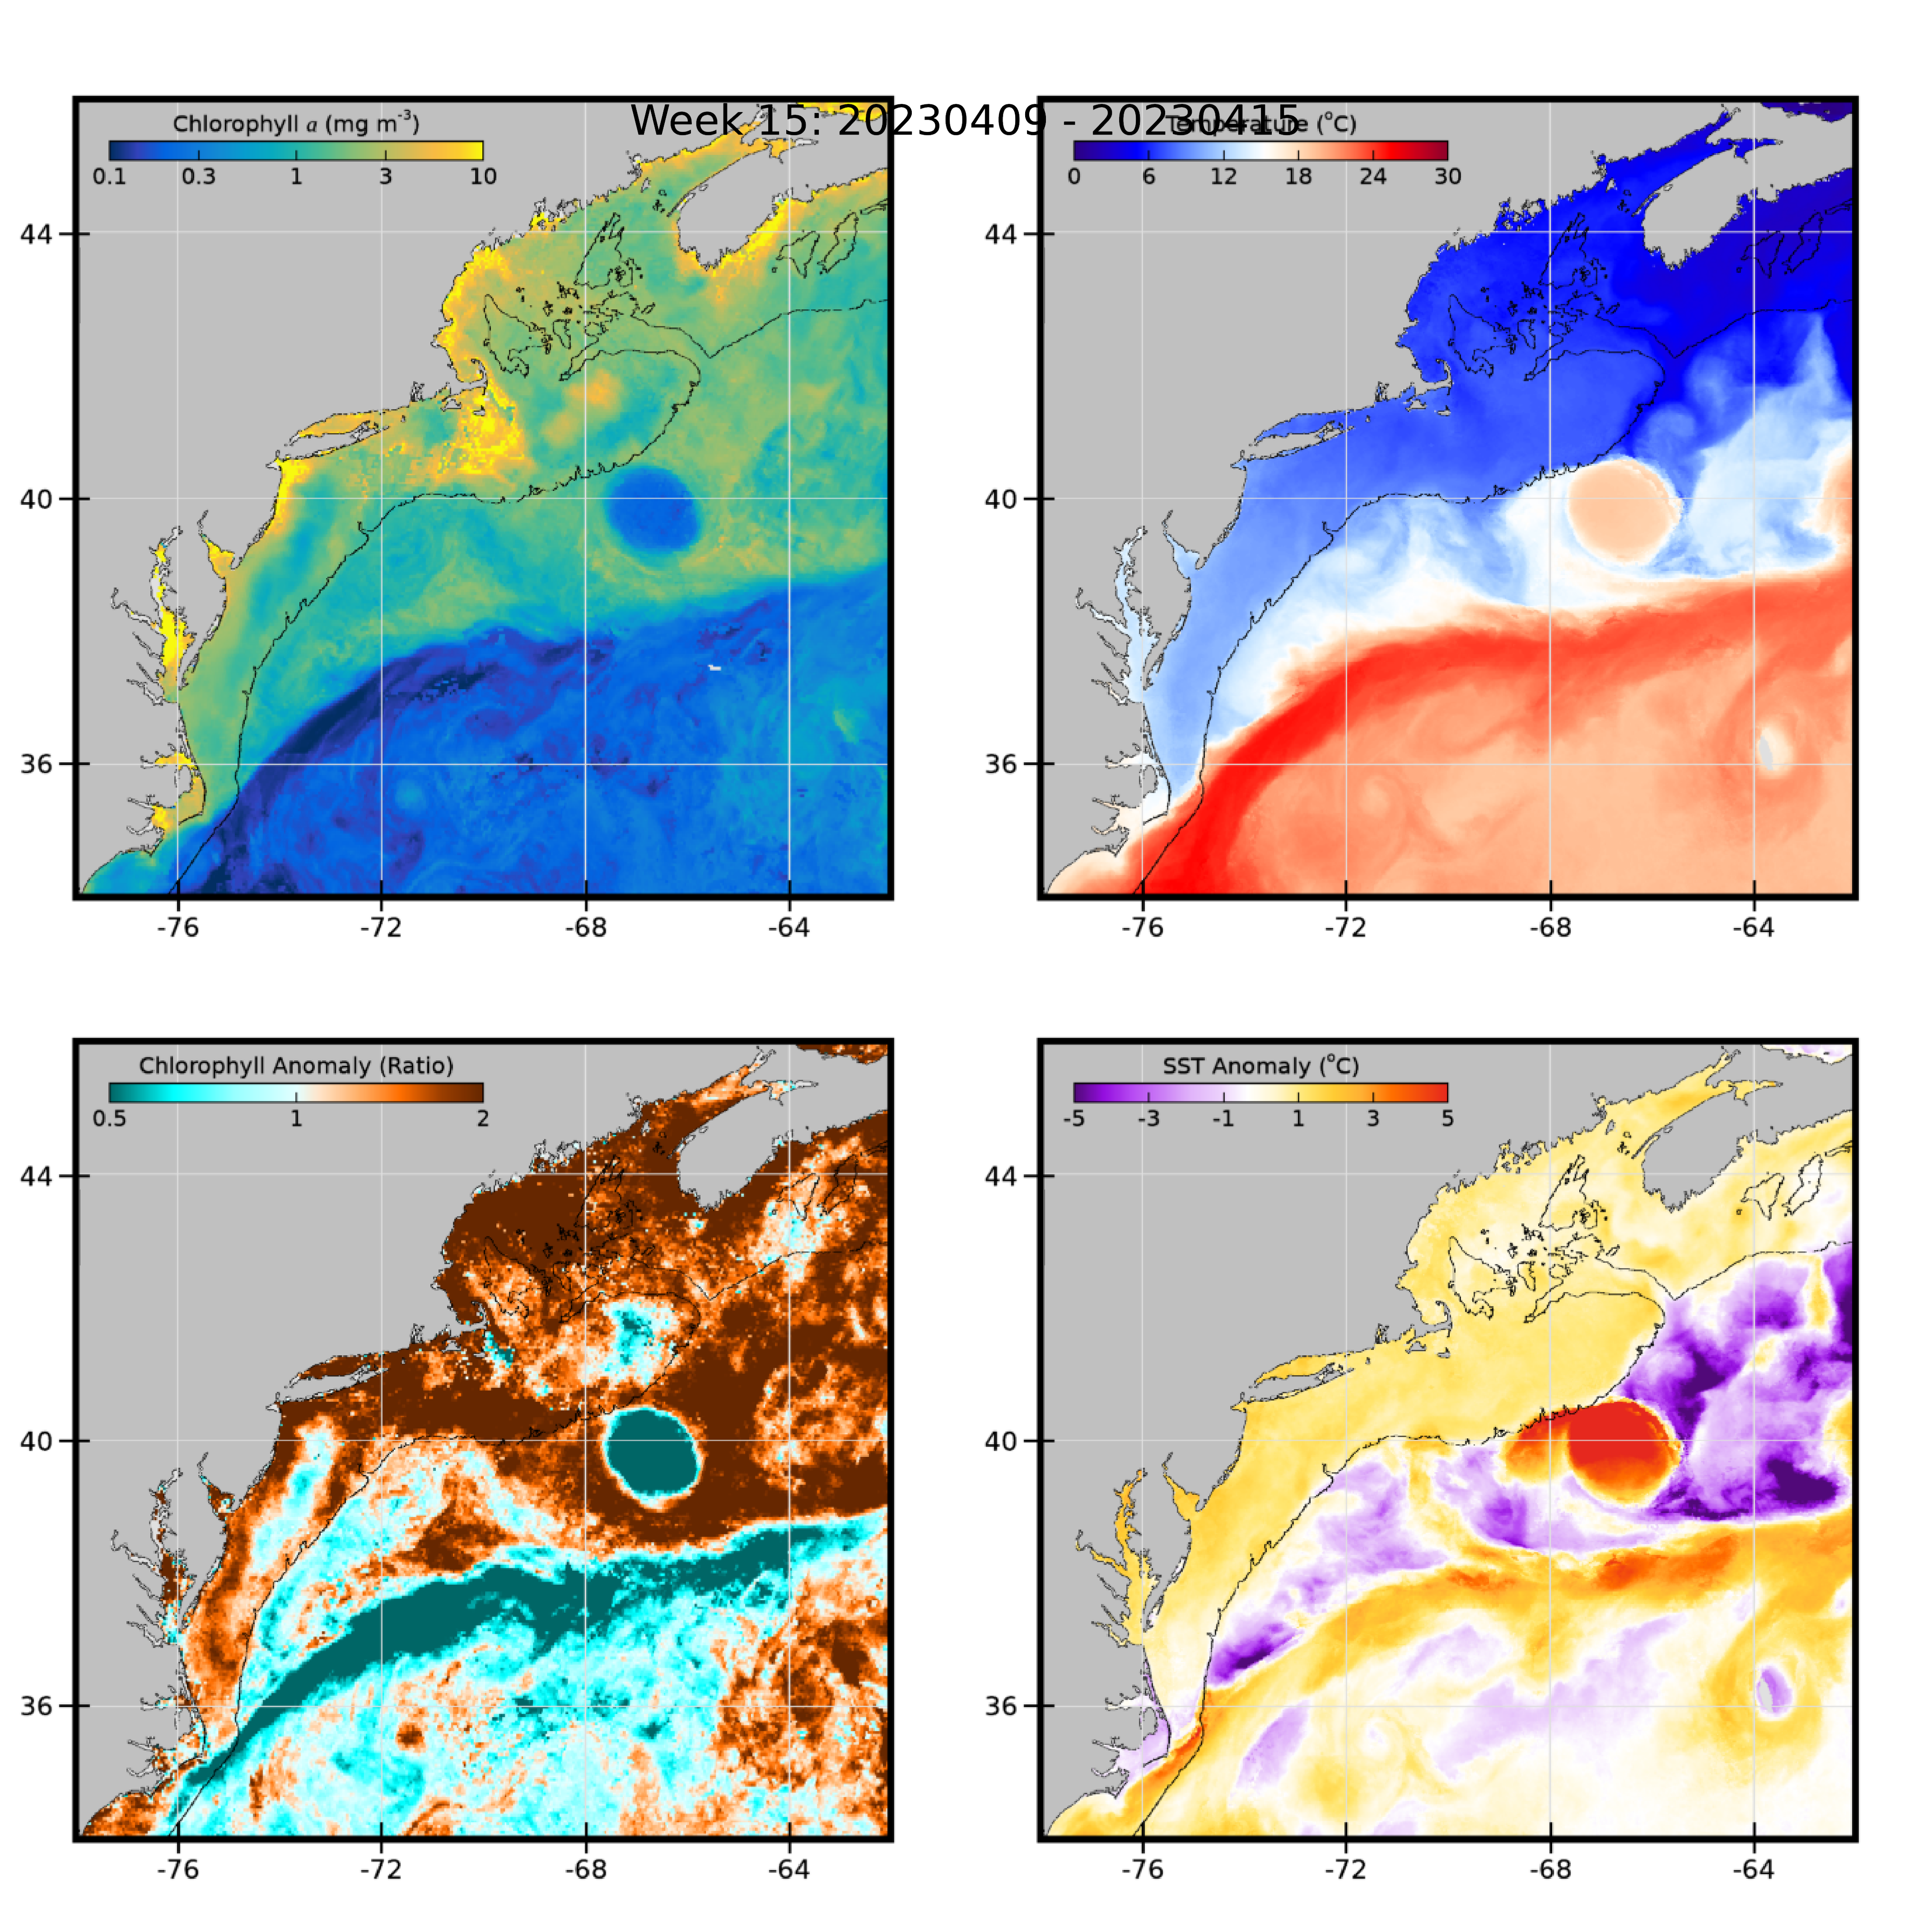 Week 15: 20230409 - 20230415
Chlorophyll a (mg m-3)
0.1 0.3 1 3 10
44
40
36
-76 -72 -68 -64
Temperature (oC)
0 6 12 18 24 30
44
40
36
-76 -72 -68 -64
Chlorophyll Anomaly (Ratio)
0.5 1 2
44
40
36
-76 -72 -68 -64
SST Anomaly (oC)
-5 -3 -1 1 3 5
44
40
36
-76 -72 -68 -64